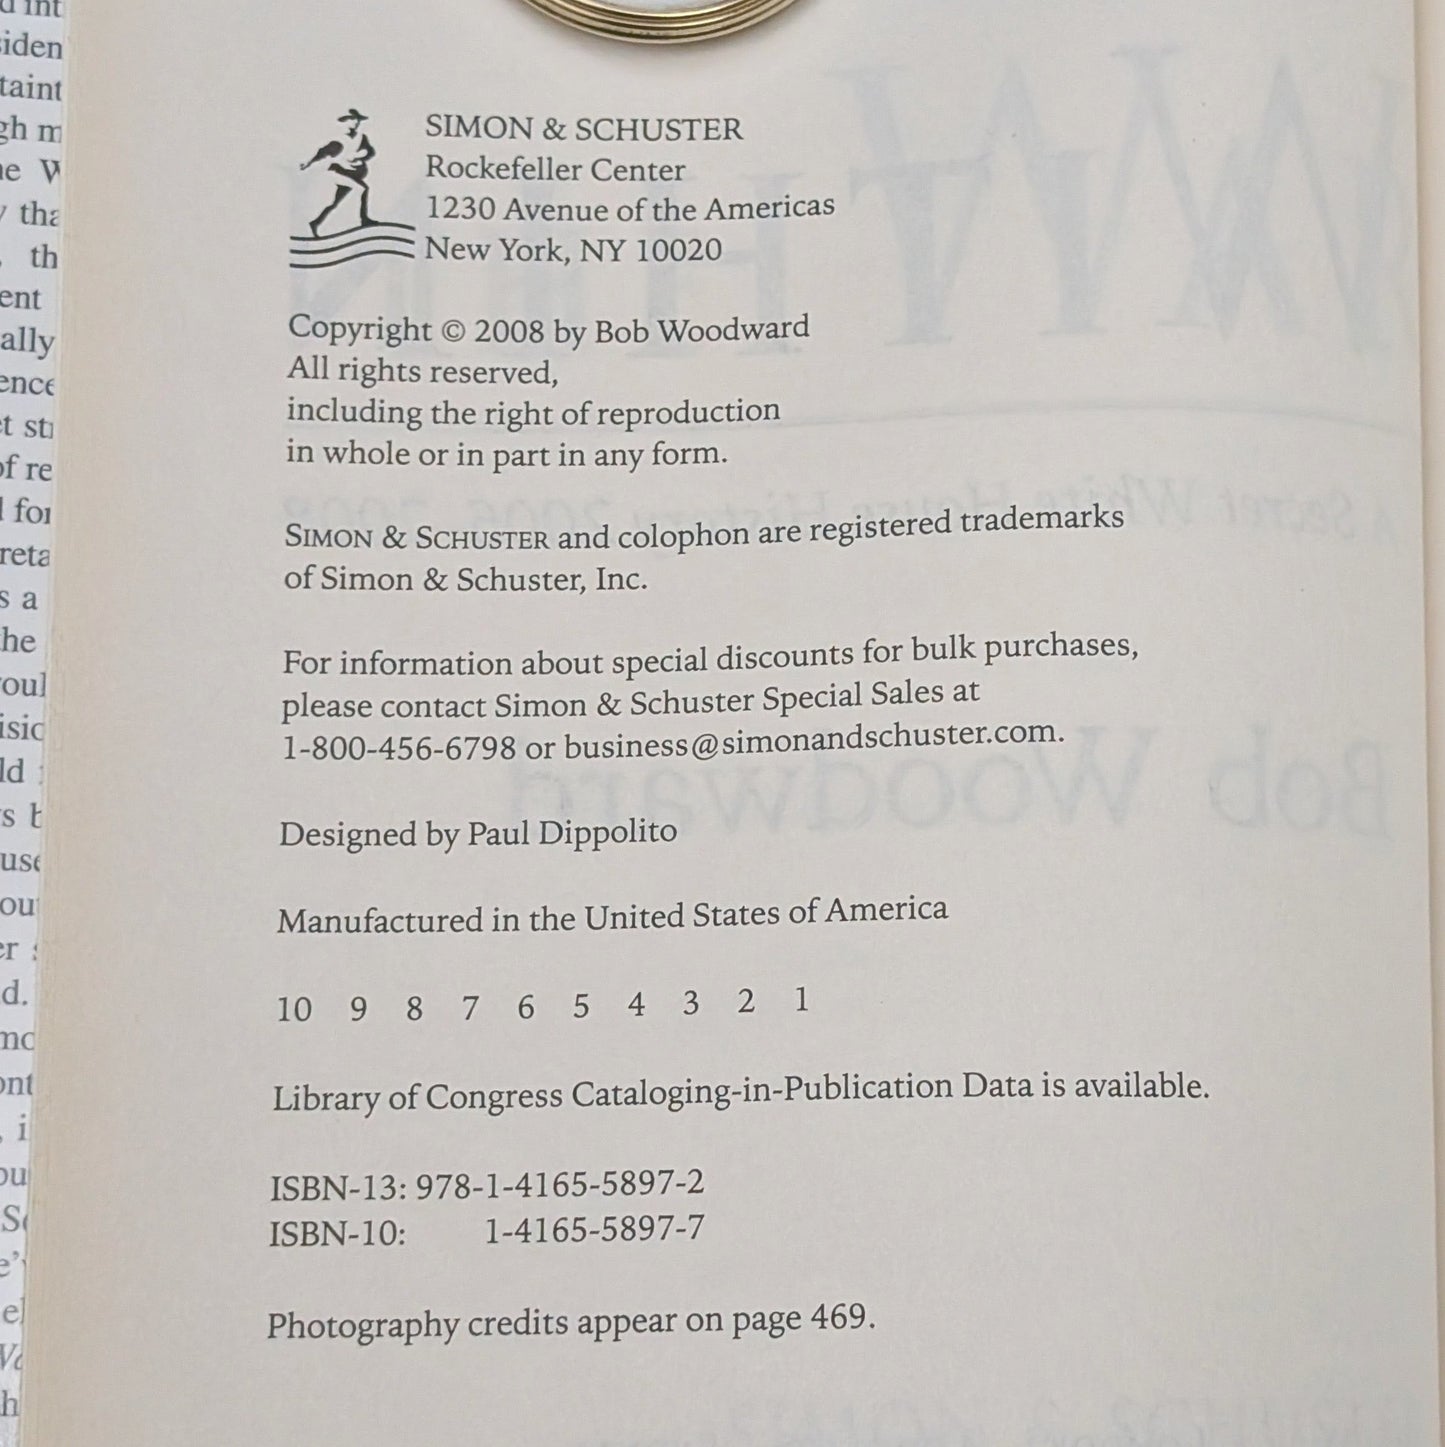 SIMON & SCHUSTER
Rockefeller Center
1230 Avenue of the Americas
New York, NY 10020
Copyright © 2008 by Bob Woodward
All rights reserved,
including the right of reproduction
in whole or in part in any form.
SIMON & SCHUSTER and colophon are registered trademarks
of Simon & Schuster, Inc.
For information about special discounts for bulk purchases,
please contact Simon & Schuster Special Sales at
1-800-456-6798 or business@simonandschuster.com.
Designed by Paul Dippolito
Manufactured in the United States of America
10 9 8 7 6 5 4 3 2 1
Library of Congress Cataloging-in-Publication Data is available.
ISBN-13: 978-1-4165-5897-2
ISBN-10: 1-4165-5897-7
Photography credits appear on page 469.